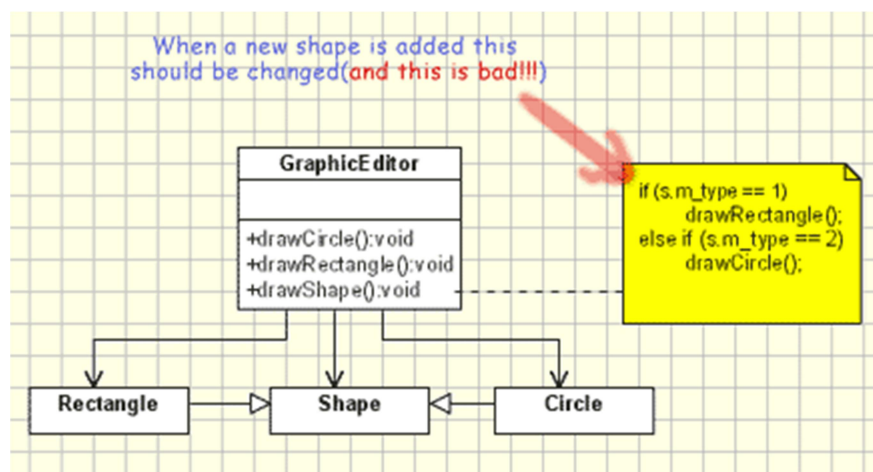 When a new shape is added this
should be changed(and this is bad!!!)
GraphicEditor
+drawCircle():void
+drawRectangle():void
+drawShape():void
if (s.m_type == 1)
drawRectangle();
else if (s.m_type == 2)
drawCircle();
Rectangle
Shape
Circle